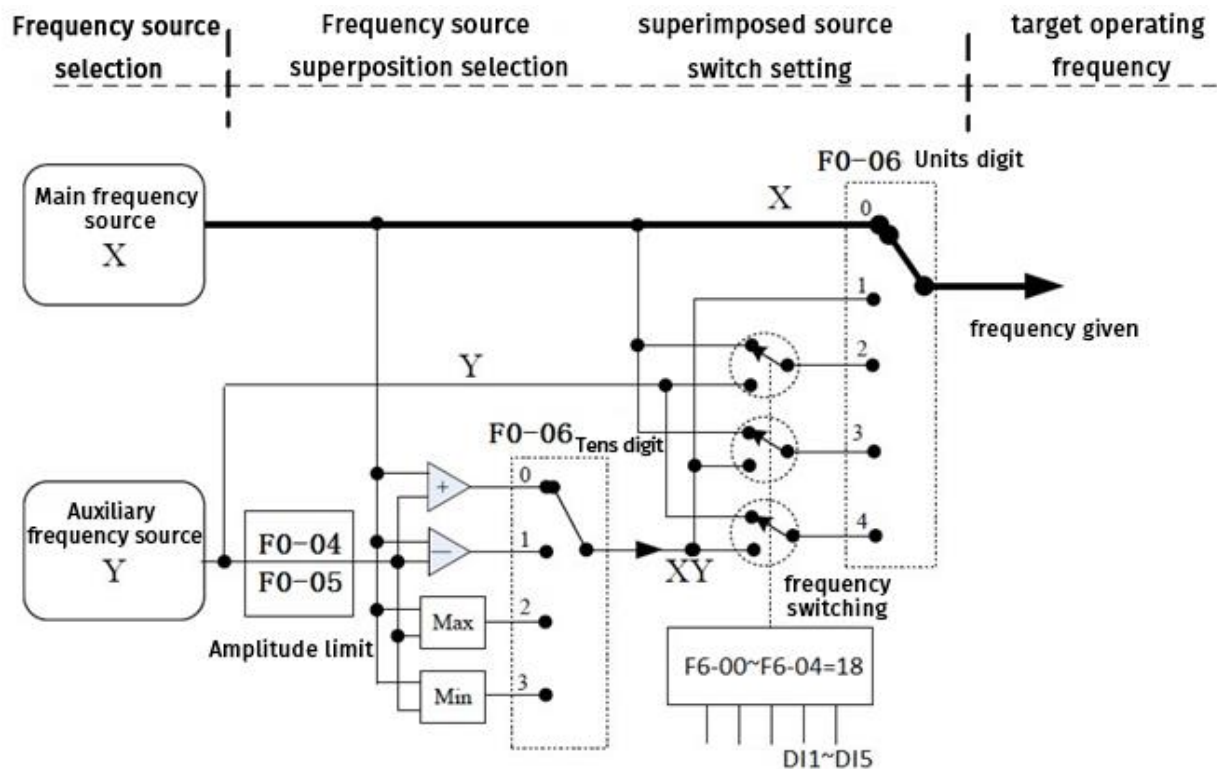 Frequency source
selection
Frequency source
superposition selection
superimposed source
switch setting
target operating
frequency
F0-06 Units digit
Main frequency
source
X
X
0
1
frequency given
2
Y
3
F0-06 Tens digit
0
4
Auxiliary
frequency source
Y
F0-04
F0-05
+
−
1
XY
frequency
switching
Amplitude limit
Max
2
F6-00~F6-04=18
Min
3
DI1~DI5